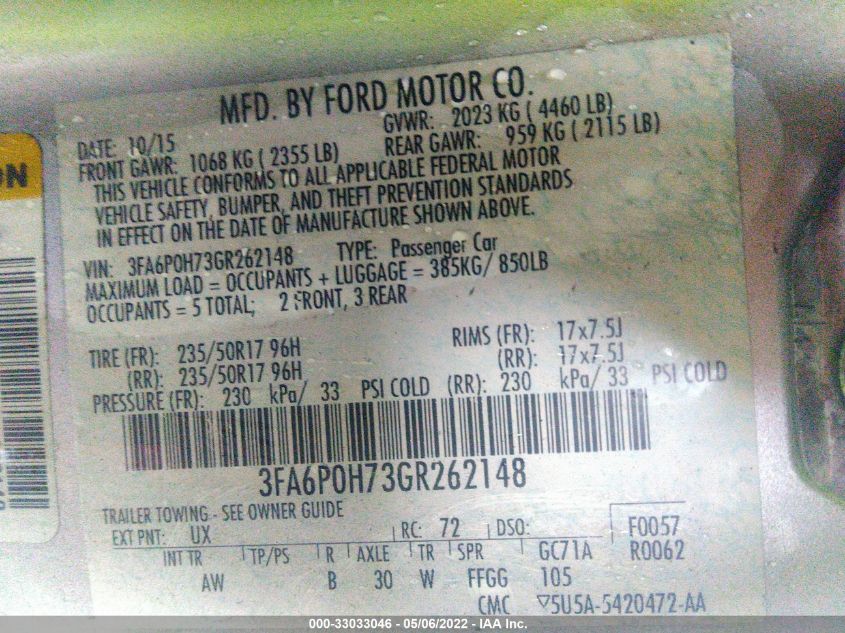 MFD. BY FORD MOTOR CO.
DATE: 10/15 GVWR: 2023 KG ( 4460 LB)
FRONT GAWR: 1068 KG ( 2355 LB) REAR GAWR: 959 KG ( 2115 LB)
THIS VEHICLE CONFORMS TO ALL APPLICABLE FEDERAL MOTOR
VEHICLE SAFETY, BUMPER, AND THEFT PREVENTION STANDARDS
IN EFFECT ON THE DATE OF MANUFACTURE SHOWN ABOVE.
VIN: 3FA6P0H73GR262148 TYPE: Passenger Car
MAXIMUM LOAD = OCCUPANTS + LUGGAGE = 385KG/ 850LB
OCCUPANTS = 5 TOTAL; 2 FRONT, 3 REAR
TIRE (FR): 235/50R17 96H RIMS (FR): 17x7.5J
(RR): 235/50R17 96H (RR): 17x7.5J
PRESSURE (FR): 230 kPa/ 33 PSI COLD (RR): 230 kPa/ 33 PSI COLD
3FA6P0H73GR262148
TRAILER TOWING - SEE OWNER GUIDE
EXT PNT: UX RC: 72 DSO: F0057
INT TR TP/PS R AXLE TR SPR GC71A R0062
AW B 30 W FFGG 105
CMC ▽5U5A-5420472-AA
ON
000-33033046 - 05/06/2022 - IAA Inc.